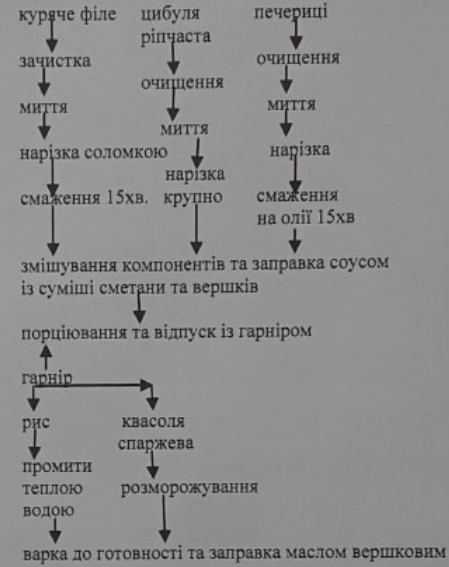 куряче філе
цибуля
ріпчаста
печериці
зачистка
очищення
очищення
миття
миття
миття
нарізка соломкою
нарізка
крупно
нарізка
смаження 15хв.
смаження
на олії 15хв
змішування компонентів та заправка соусом
із суміші сметани та вершків
порціювання та відпуск із гарніром
гарнір
рис
квасоля
спаржева
промити
теплою
водою
розморожування
варка до готовності та заправка маслом вершковим